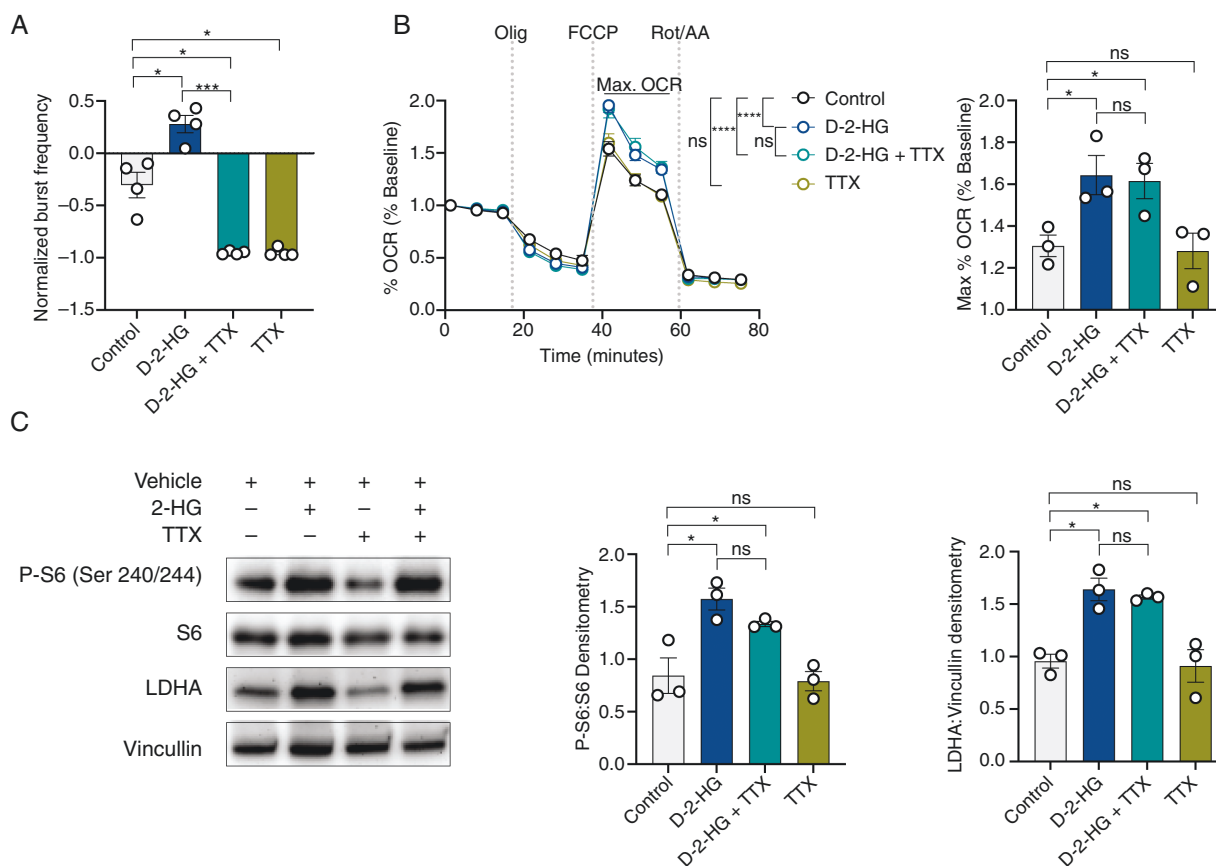 A
*
*
*
***
Normalized burst frequency
0.5
0.0
−0.5
−1.0
−1.5
Control
D-2-HG
D-2-HG + TTX
TTX
B
Olig
FCCP
Rot/AA
Max. OCR
% OCR (% Baseline)
2.0
1.5
1.0
0.5
0.0
0
20
40
60
80
Time (minutes)
ns
****
****
ns
Control
D-2-HG
D-2-HG + TTX
TTX
ns
*
*
ns
Max % OCR (% Baseline)
2.0
1.8
1.6
1.4
1.2
1.0
Control
D-2-HG
D-2-HG + TTX
TTX
C
Vehicle + + + +
2-HG − + − +
TTX − − + +
P-S6 (Ser 240/244)
S6
LDHA
Vincullin
ns
*
*
ns
P-S6:S6 Densitometry
2.0
1.5
1.0
0.5
0.0
Control
D-2-HG
D-2-HG + TTX
TTX
ns
*
*
ns
LDHA:Vincullin densitometry
2.0
1.5
1.0
0.5
0.0
Control
D-2-HG
D-2-HG + TTX
TTX